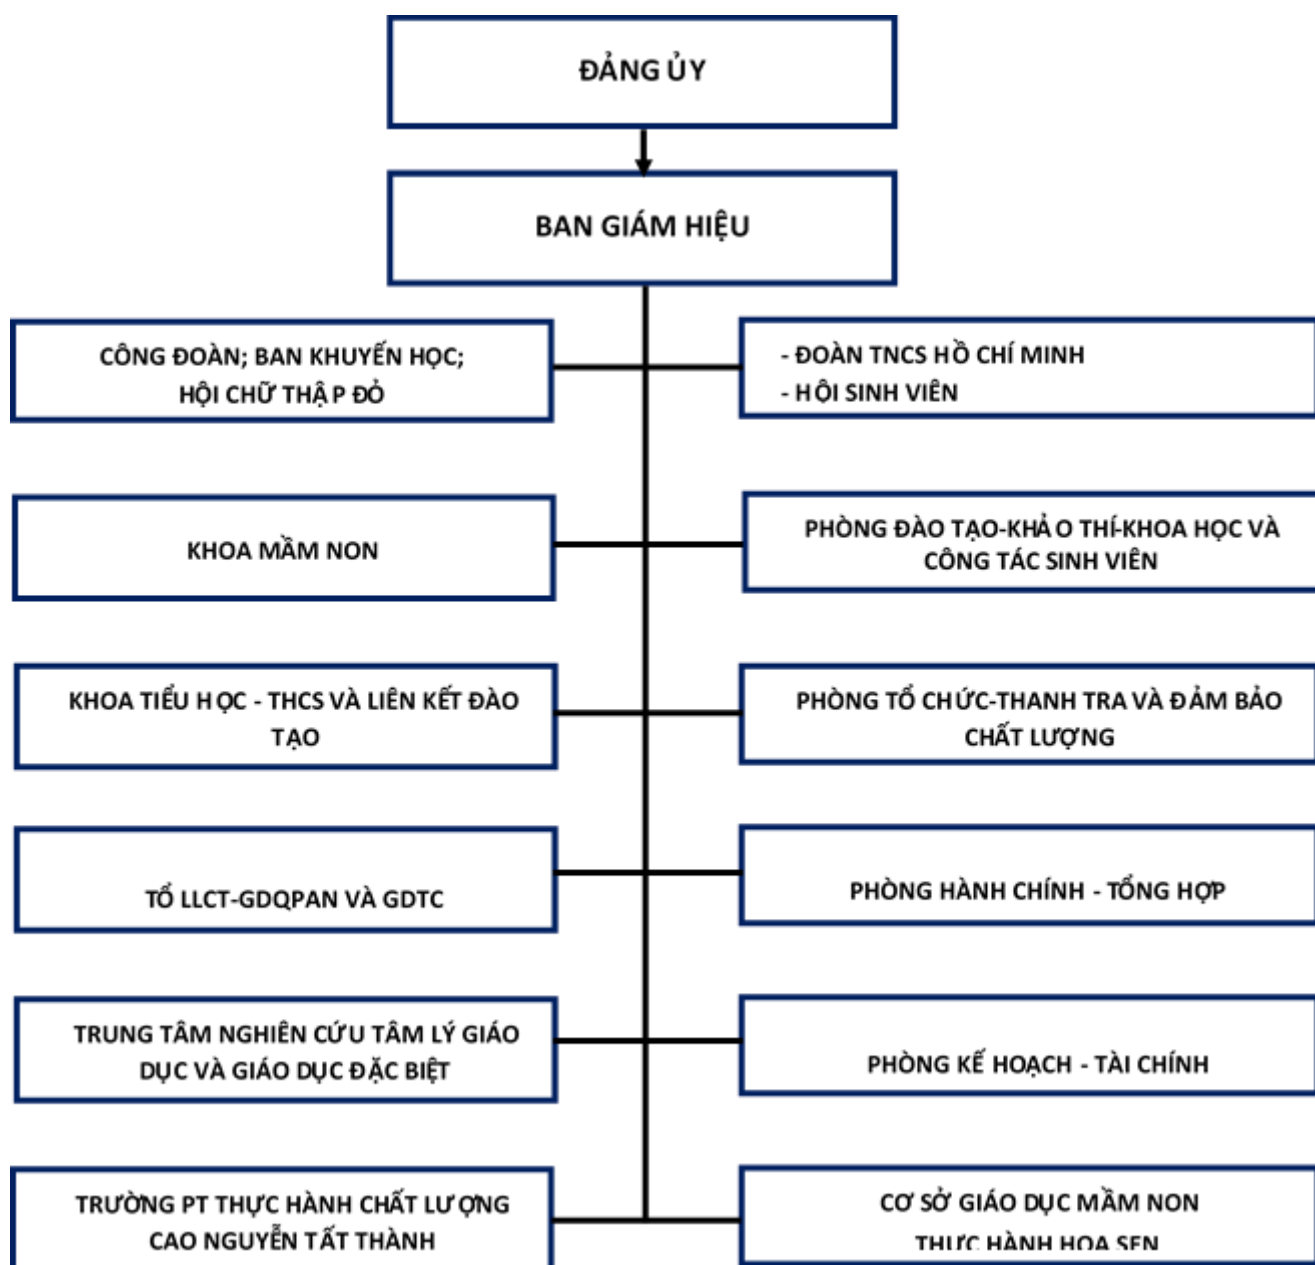 ĐẢNG ỦY
BAN GIÁM HIỆU
CÔNG ĐOÀN; BAN KHUYẾN HỌC;
HỘI CHỮ THẬP ĐỎ
- ĐOÀN TNCS HỒ CHÍ MINH
- HỘI SINH VIÊN
KHOA MẦM NON
PHÒNG ĐÀO TẠO-KHẢO THÍ-KHOA HỌC VÀ
CÔNG TÁC SINH VIÊN
KHOA TIỂU HỌC - THCS VÀ LIÊN KẾT ĐÀO
TẠO
PHÒNG TỔ CHỨC-THANH TRA VÀ ĐẢM BẢO
CHẤT LƯỢNG
TỔ LLCT-GDQPAN VÀ GDTC
PHÒNG HÀNH CHÍNH - TỔNG HỢP
TRUNG TÂM NGHIÊN CỨU TÂM LÝ GIÁO
DỤC VÀ GIÁO DỤC ĐẶC BIỆT
PHÒNG KẾ HOẠCH - TÀI CHÍNH
TRƯỜNG PT THỰC HÀNH CHẤT LƯỢNG
CAO NGUYỄN TẤT THÀNH
CƠ SỞ GIÁO DỤC MẦM NON
THỰC HÀNH HOA SEN